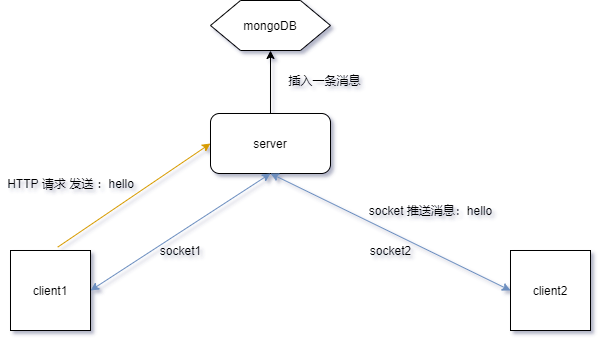 mongoDB
插入一条消息
server
HTTP 请求 发送： hello
socket 推送消息：hello
socket1
socket2
client1
client2